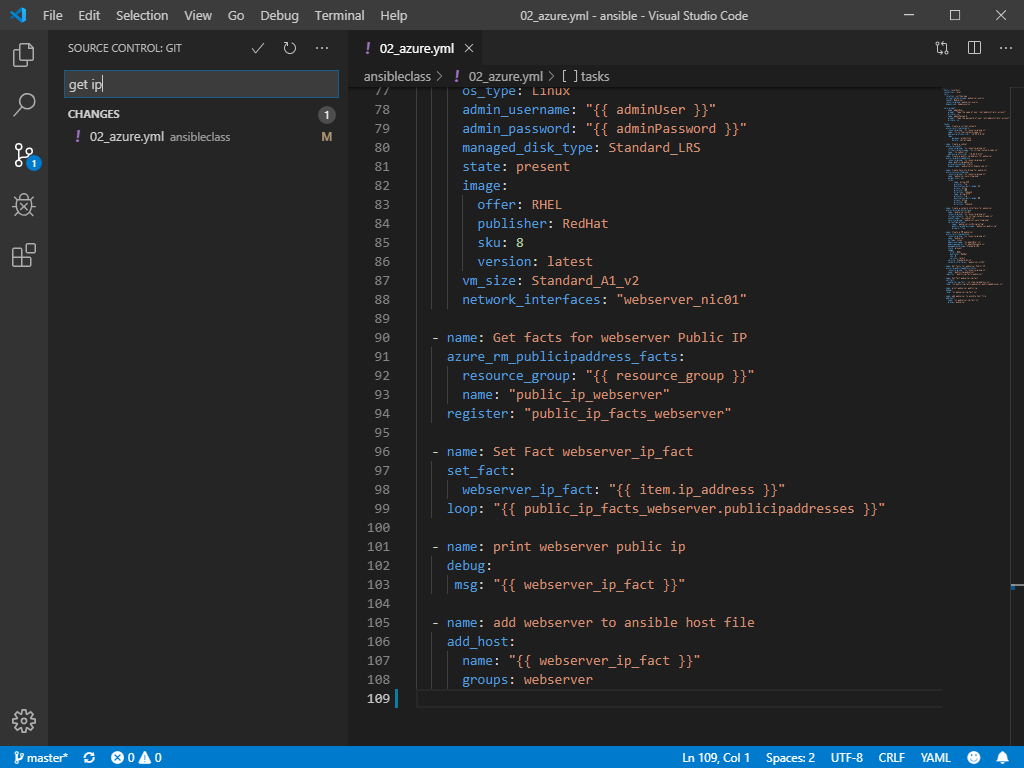 File Edit Selection View Go Debug Terminal Help 02_azure.yml - ansible - Visual Studio Code
SOURCE CONTROL: GIT
get ip
CHANGES 1
! 02_azure.yml ansibleclass M
1
! 02_azure.yml
ansibleclass > ! 02_azure.yml > [ ] tasks
77 os_type: Linux
78 admin_username: "{{ adminUser }}"
79 admin_password: "{{ adminPassword }}"
80 managed_disk_type: Standard_LRS
81 state: present
82 image:
83 offer: RHEL
84 publisher: RedHat
85 sku: 8
86 version: latest
87 vm_size: Standard_A1_v2
88 network_interfaces: "webserver_nic01"
89
90 - name: Get facts for webserver Public IP
91 azure_rm_publicipaddress_facts:
92 resource_group: "{{ resource_group }}"
93 name: "public_ip_webserver"
94 register: "public_ip_facts_webserver"
95
96 - name: Set Fact webserver_ip_fact
97 set_fact:
98 webserver_ip_fact: "{{ item.ip_address }}"
99 loop: "{{ public_ip_facts_webserver.publicipaddresses }}"
100
101 - name: print webserver public ip
102 debug:
103 msg: "{{ webserver_ip_fact }}"
104
105 - name: add webserver to ansible host file
106 add_host:
107 name: "{{ webserver_ip_fact }}"
108 groups: webserver
109
master* 0 0 Ln 109, Col 1 Spaces: 2 UTF-8 CRLF YAML